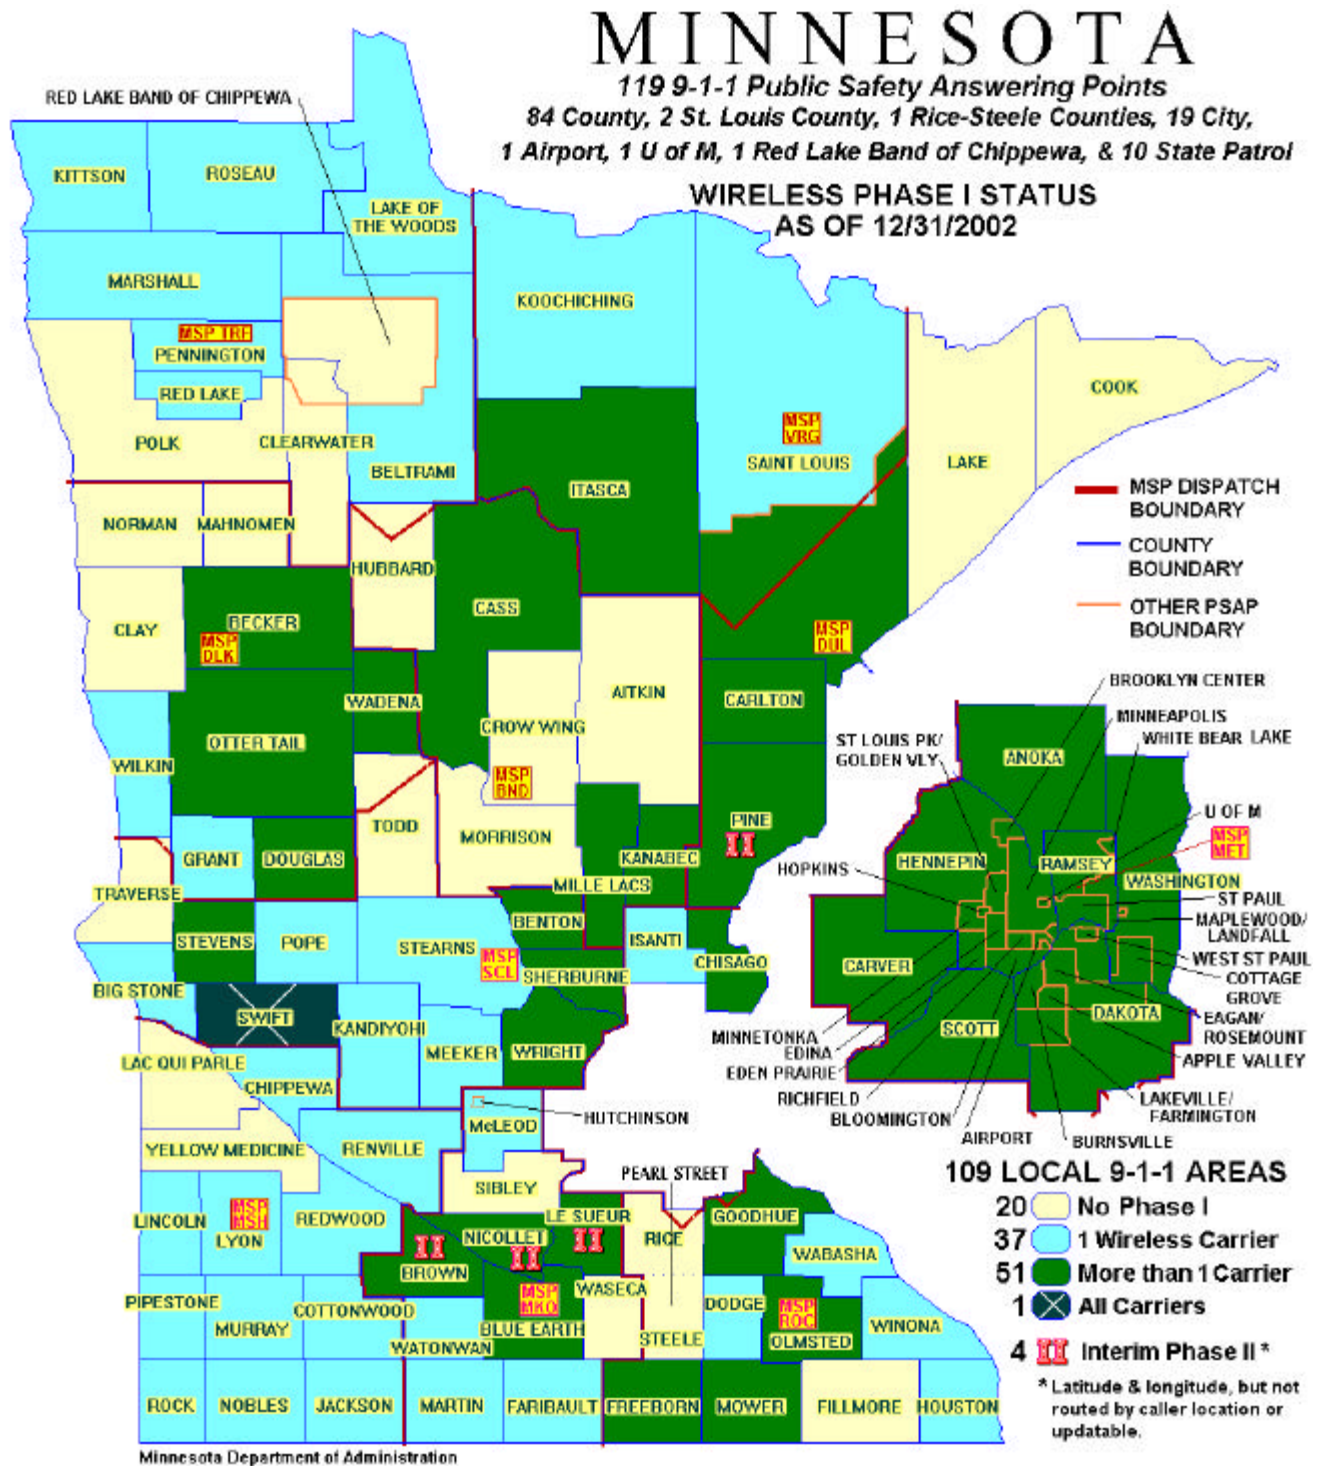 MINNESOTA
119 9-1-1 Public Safety Answering Points
84 County, 2 St. Louis County, 1 Rice-Steele Counties, 19 City,
1 Airport, 1 U of M, 1 Red Lake Band of Chippewa, & 10 State Patrol
WIRELESS PHASE I STATUS
AS OF 12/31/2002
RED LAKE BAND OF CHIPPEWA
KITTSON
ROSEAU
LAKE OF
THE WOODS
MARSHALL
KOOCHICHING
MSP TRF
PENNINGTON
RED LAKE
POLK
CLEARWATER
BELTRAMI
MSP
VRG
SAINT LOUIS
LAKE
COOK
ITASCA
NORMAN
MAHNOMEN
HUBBARD
CASS
CLAY
BECKER
MSP
DLK
MSP
DUL
WADENA
AITKIN
CARLTON
CROW WING
OTTER TAIL
WILKIN
MSP
BND
TODD
MORRISON
PINE
GRANT
DOUGLAS
KANABEC
MILLE LACS
TRAVERSE
BENTON
STEVENS
POPE
STEARNS
MSP
SCL
ISANTI
SHERBURNE
CHISAGO
BIG STONE
SWIFT
KANDIYOHI
MEEKER
WRIGHT
LAC QUI PARLE
CHIPPEWA
McLEOD
HUTCHINSON
YELLOW MEDICINE
RENVILLE
SIBLEY
PEARL STREET
LINCOLN
MSP
MSH
LYON
REDWOOD
LE SUEUR
NICOLLET
RICE
GOODHUE
WABASHA
BROWN
PIPESTONE
MURRAY
COTTONWOOD
WATONWAN
MSP
MKO
BLUE EARTH
WASECA
STEELE
DODGE
MSP
ROC
OLMSTED
WINONA
ROCK
NOBLES
JACKSON
MARTIN
FARIBAULT
FREEBORN
MOWER
FILLMORE
HOUSTON
Minnesota Department of Administration
MSP DISPATCH
BOUNDARY
COUNTY
BOUNDARY
OTHER PSAP
BOUNDARY
BROOKLYN CENTER
MINNEAPOLIS
WHITE BEAR LAKE
ST LOUIS PK/
GOLDEN VLY
ANOKA
U OF M
MSP
MET
HOPKINS
HENNEPIN
RAMSEY
WASHINGTON
ST PAUL
MAPLEWOOD/
LANDFALL
WEST ST PAUL
COTTAGE
GROVE
CARVER
SCOTT
DAKOTA
EAGAN/
ROSEMOUNT
MINNETONKA
EDINA
EDEN PRAIRIE
RICHFIELD
BLOOMINGTON
AIRPORT
BURNSVILLE
APPLE VALLEY
LAKEVILLE/
FARMINGTON
109 LOCAL 9-1-1 AREAS
20 No Phase I
37 1 Wireless Carrier
51 More than 1 Carrier
1 All Carriers
4 II Interim Phase II *
* Latitude & longitude, but not
routed by caller location or
updatable.